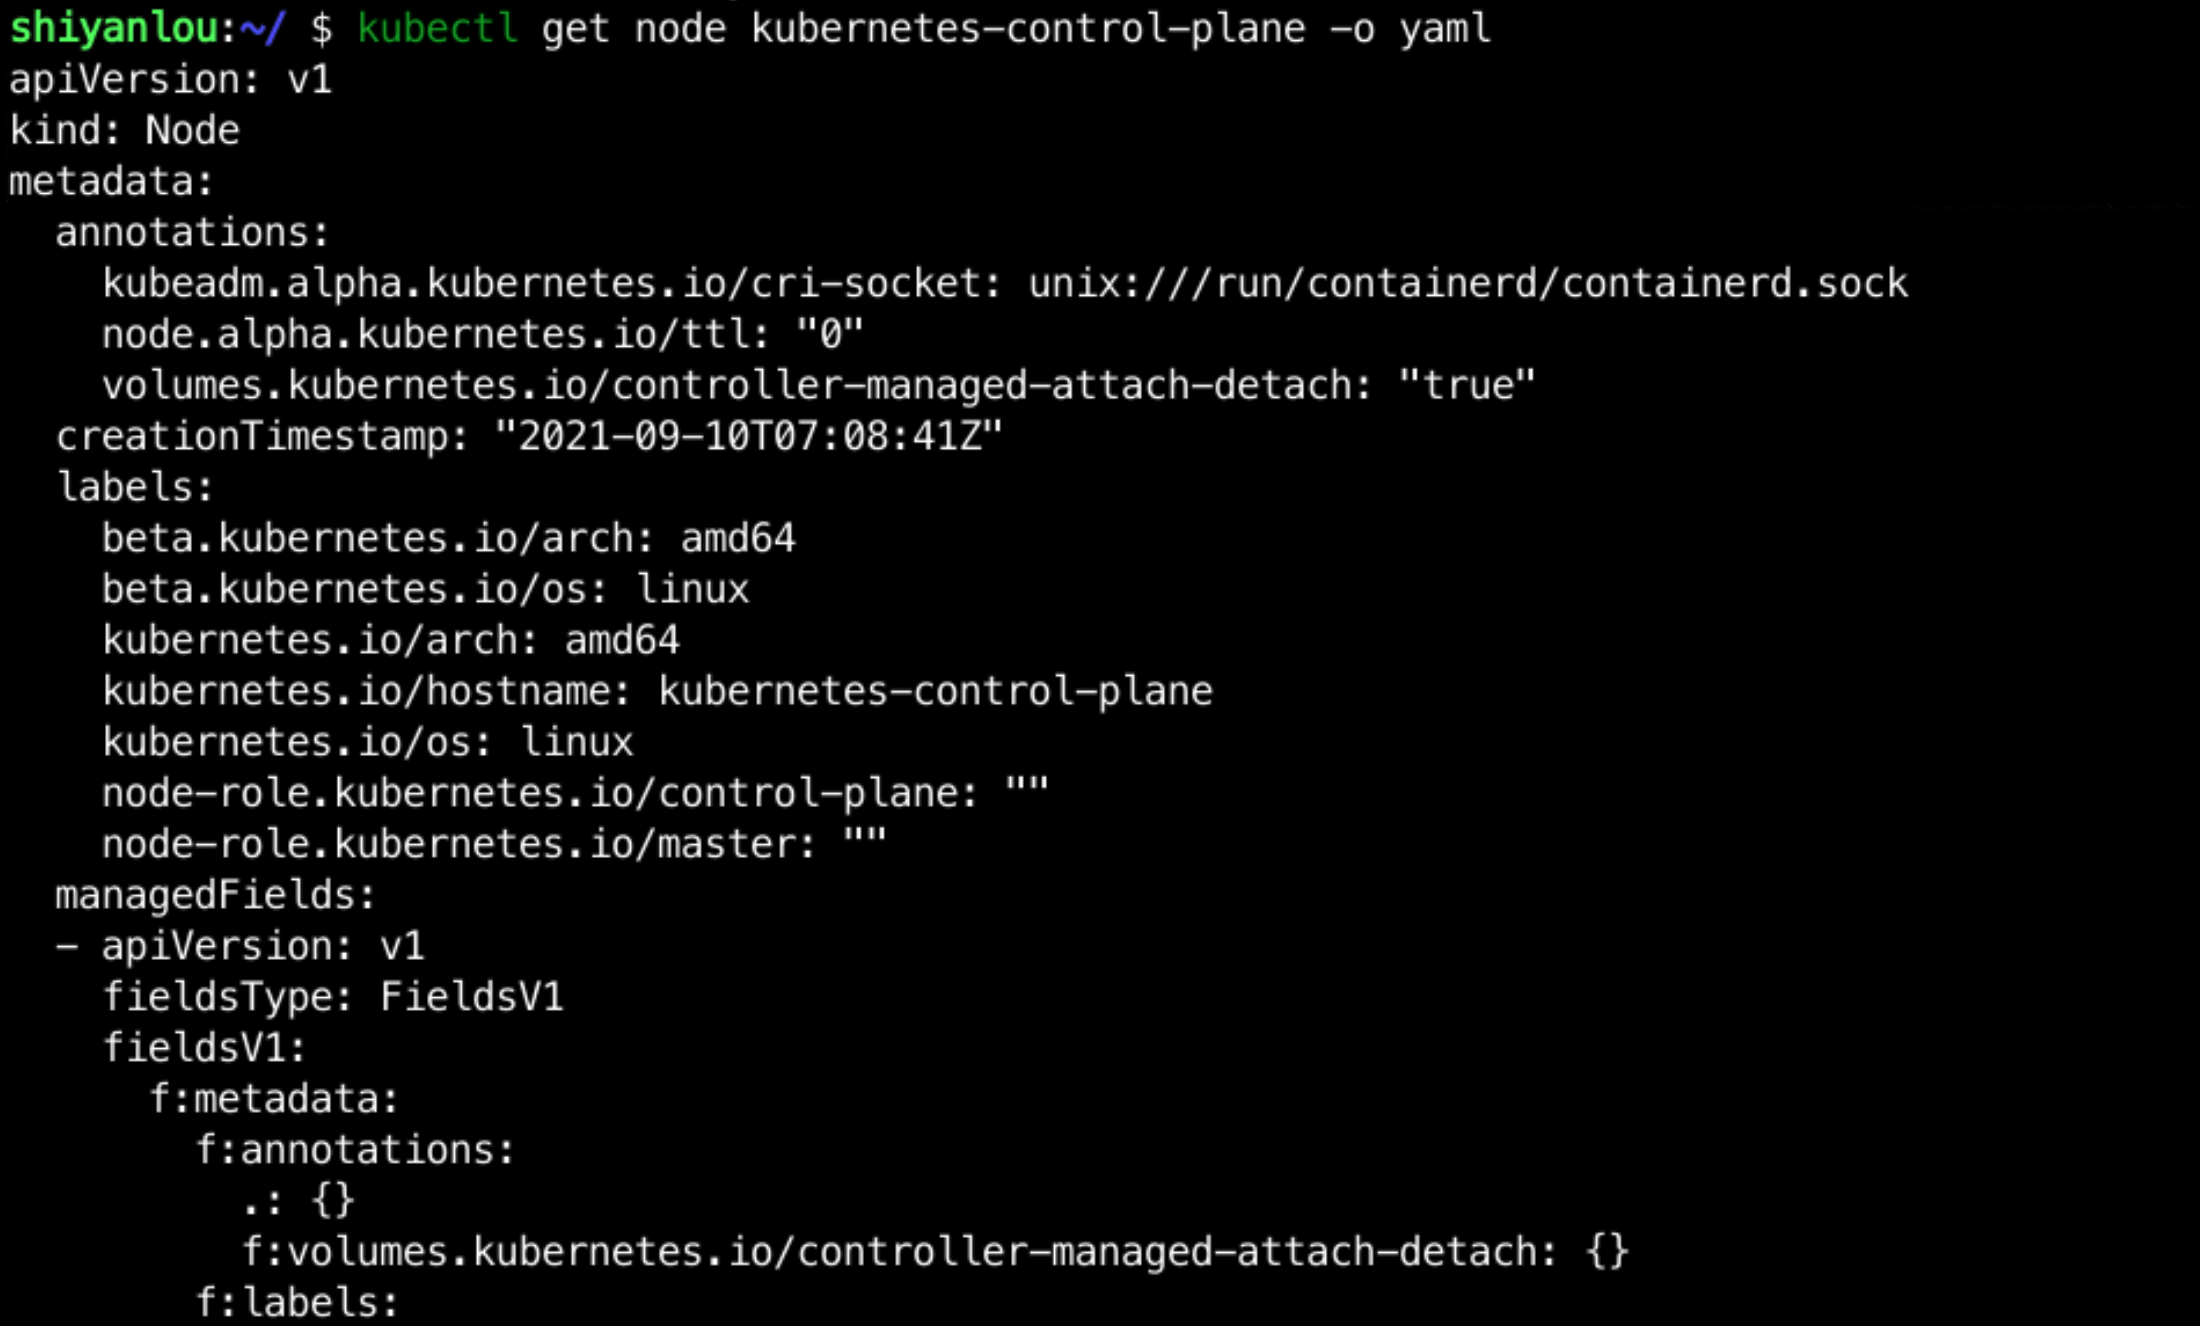 shiyanlou:~/ $ kubectl get node kubernetes-control-plane -o yaml
apiVersion: v1
kind: Node
metadata:
  annotations:
    kubeadm.alpha.kubernetes.io/cri-socket: unix:///run/containerd/containerd.sock
    node.alpha.kubernetes.io/ttl: "0"
    volumes.kubernetes.io/controller-managed-attach-detach: "true"
  creationTimestamp: "2021-09-10T07:08:41Z"
  labels:
    beta.kubernetes.io/arch: amd64
    beta.kubernetes.io/os: linux
    kubernetes.io/arch: amd64
    kubernetes.io/hostname: kubernetes-control-plane
    kubernetes.io/os: linux
    node-role.kubernetes.io/control-plane: ""
    node-role.kubernetes.io/master: ""
  managedFields:
  - apiVersion: v1
    fieldsType: FieldsV1
    fieldsV1:
      f:metadata:
        f:annotations:
          .: {}
          f:volumes.kubernetes.io/controller-managed-attach-detach: {}
        f:labels: